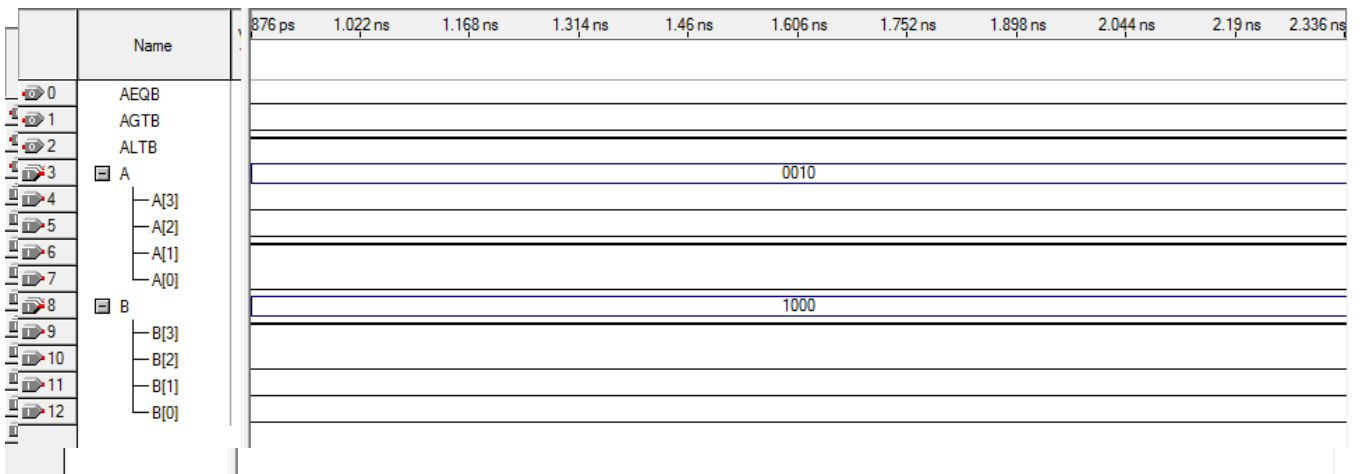 Name
876 ps 1.022 ns 1.168 ns 1.314 ns 1.46 ns 1.606 ns 1.752 ns 1.898 ns 2.044 ns 2.19 ns 2.336 ns
0 AEQB
1 AGTB
2 ALTB
3 A 0010
4 A[3]
5 A[2]
6 A[1]
7 A[0]
8 B 1000
9 B[3]
10 B[2]
11 B[1]
12 B[0]